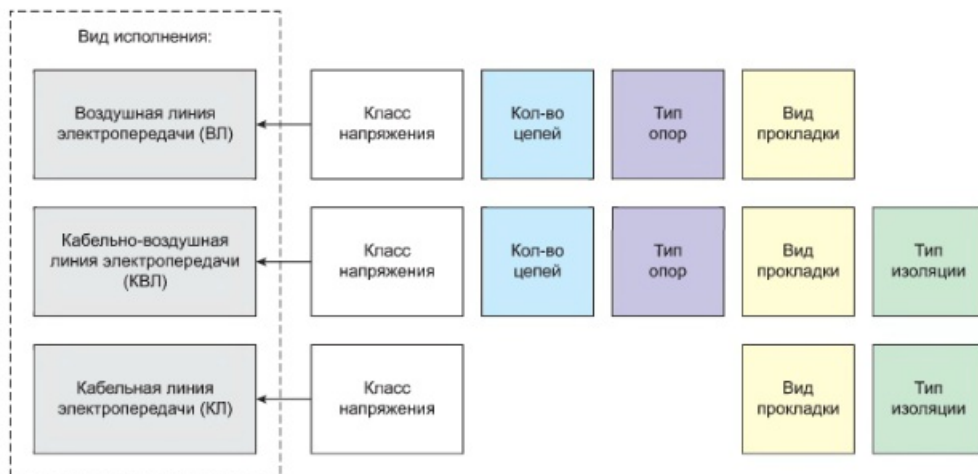 Вид исполнения:
Воздушная линия
электропередачи (ВЛ)
Класс
напряжения
Кол-во
цепей
Тип
опор
Вид
прокладки
Кабельно-воздушная
линия электропередачи
(КВЛ)
Класс
напряжения
Кол-во
цепей
Тип
опор
Вид
прокладки
Тип
изоляции
Кабельная линия
электропередачи (КЛ)
Класс
напряжения
Вид
прокладки
Тип
изоляции